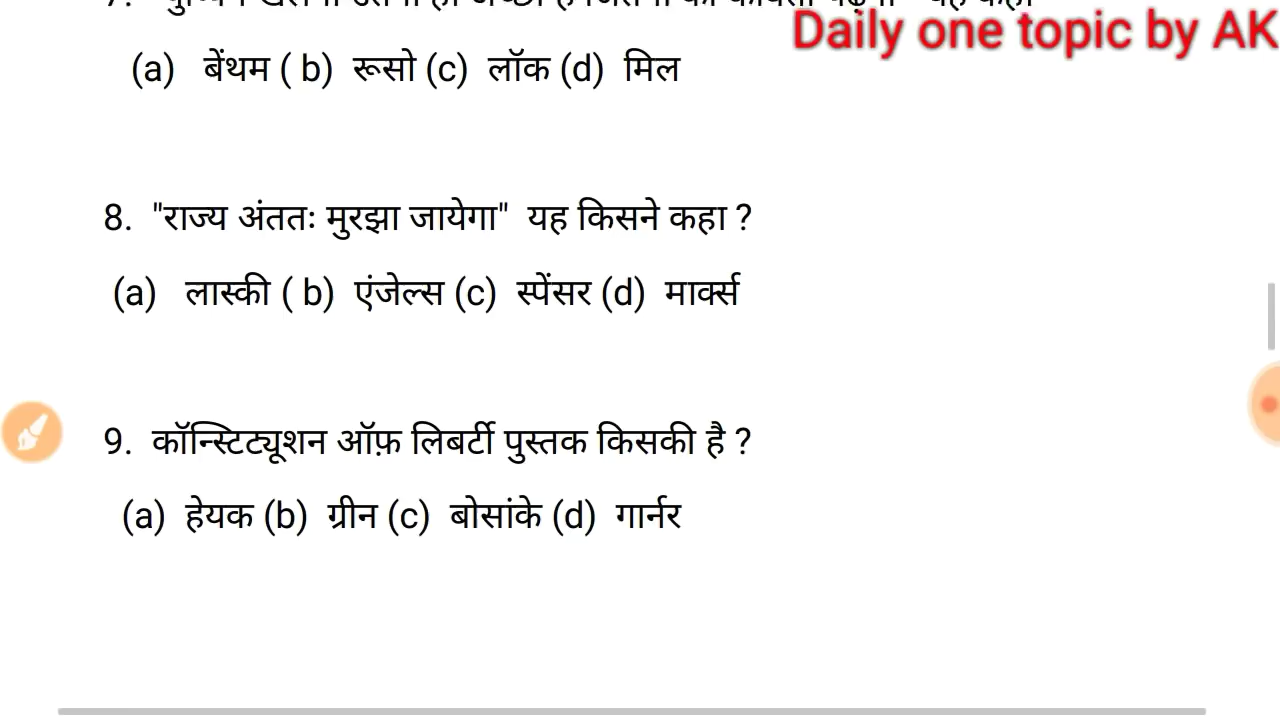 Daily one topic by AK
(a) बेंथम ( b) रूसो (c) लॉक (d) मिल
8. "राज्य अंततः मुरझा जायेगा" यह किसने कहा ?
(a) लास्की ( b) एंजेल्स (c) स्पेंसर (d) मार्क्स
9. कॉन्स्टिट्यूशन ऑफ़ लिबर्टी पुस्तक किसकी है ?
(a) हेयक (b) ग्रीन (c) बोसांके (d) गार्नर